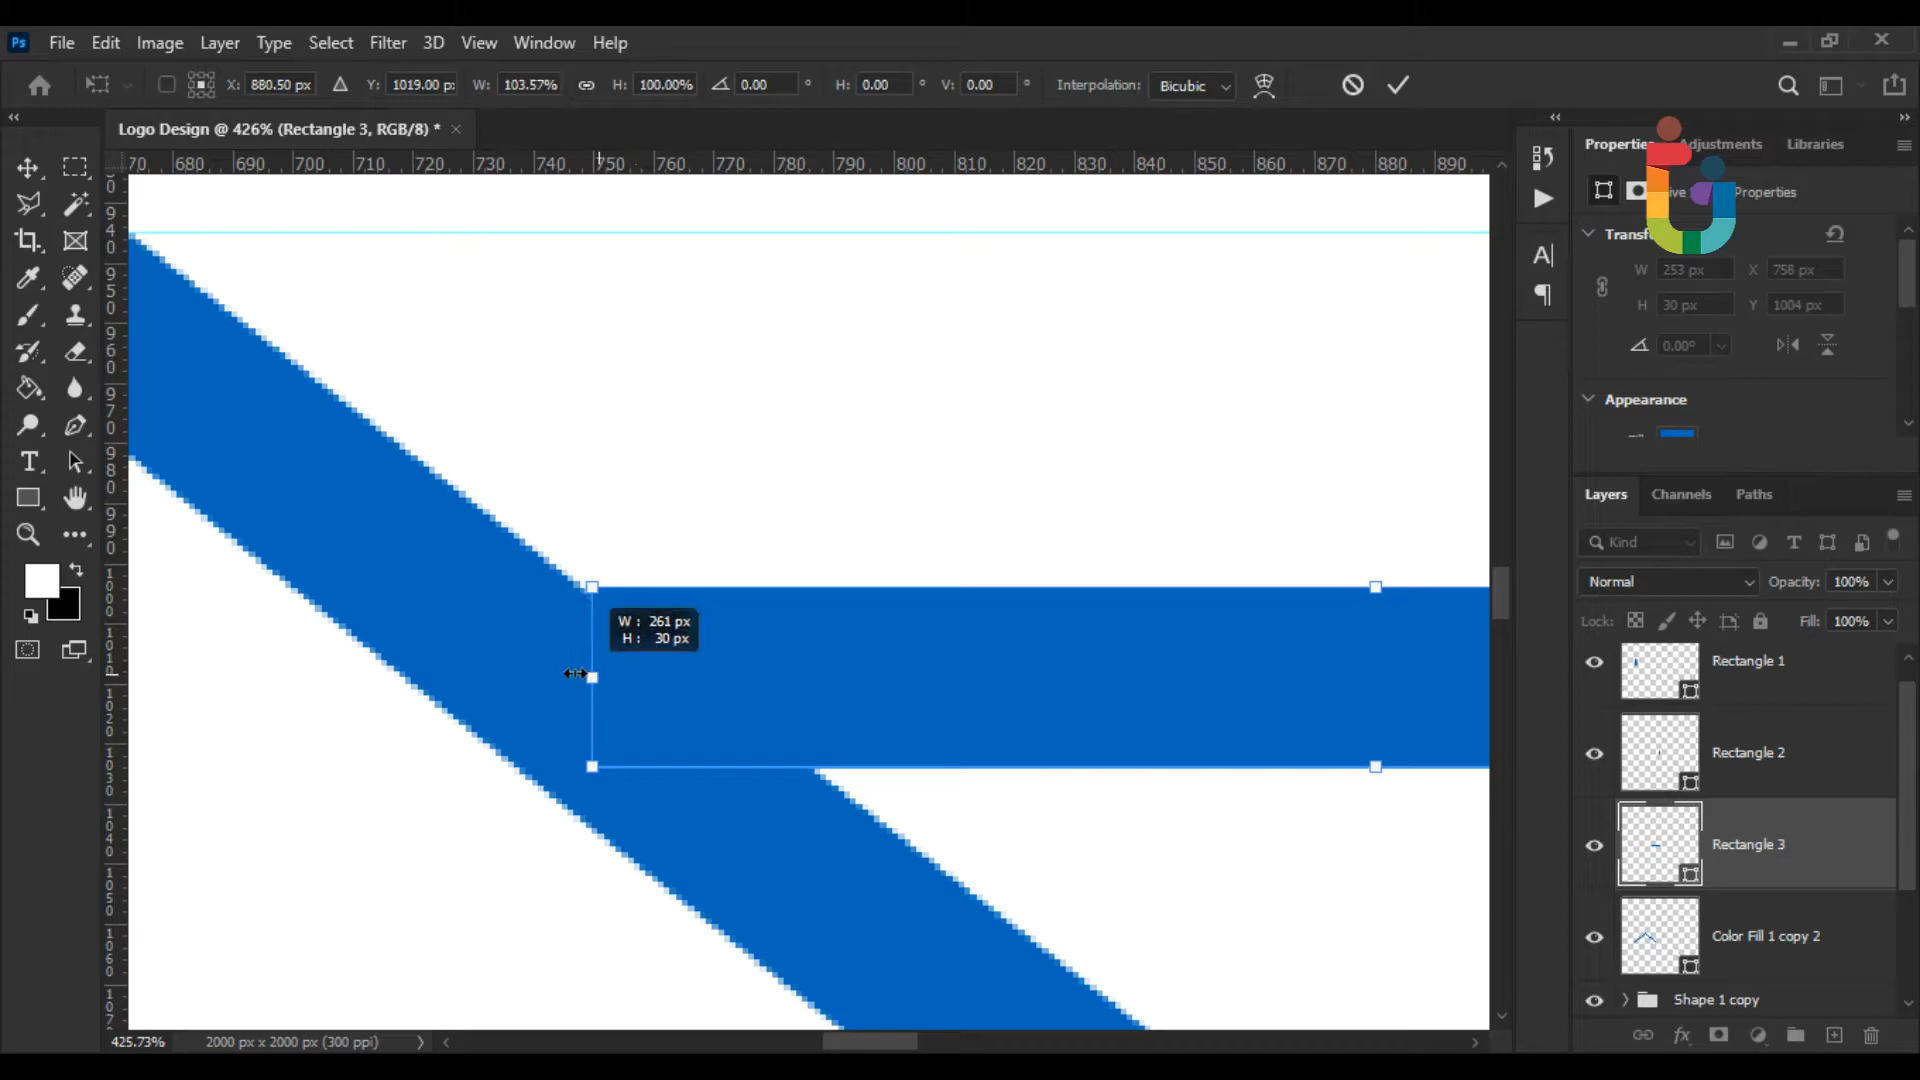 Ps File Edit Image Layer Type Select Filter 3D View Window Help
X: 880.50 px Y: 1019.00 p: W: 103.57% H: 100.00% 0.00 ° H: 0.00 ° V: 0.00 ° Interpolation: Bicubic
Logo Design @ 426% (Rectangle 3, RGB/8) * ×
70 680 690 700 710 720 730 740 750 760 770 780 790 800 810 820 830 840 850 860 870 880 890
W : 261 px
H : 30 px
425.73% 2000 px x 2000 px (300 ppi)
Properties Adjustments Libraries
Properties
W 253 px X 758 px
H 30 px Y 1004 px
0.00°
Appearance
Layers Channels Paths
Kind
Normal Opacity: 100%
Lock: Fill: 100%
Rectangle 1
Rectangle 2
Rectangle 3
Color Fill 1 copy 2
Shape 1 copy